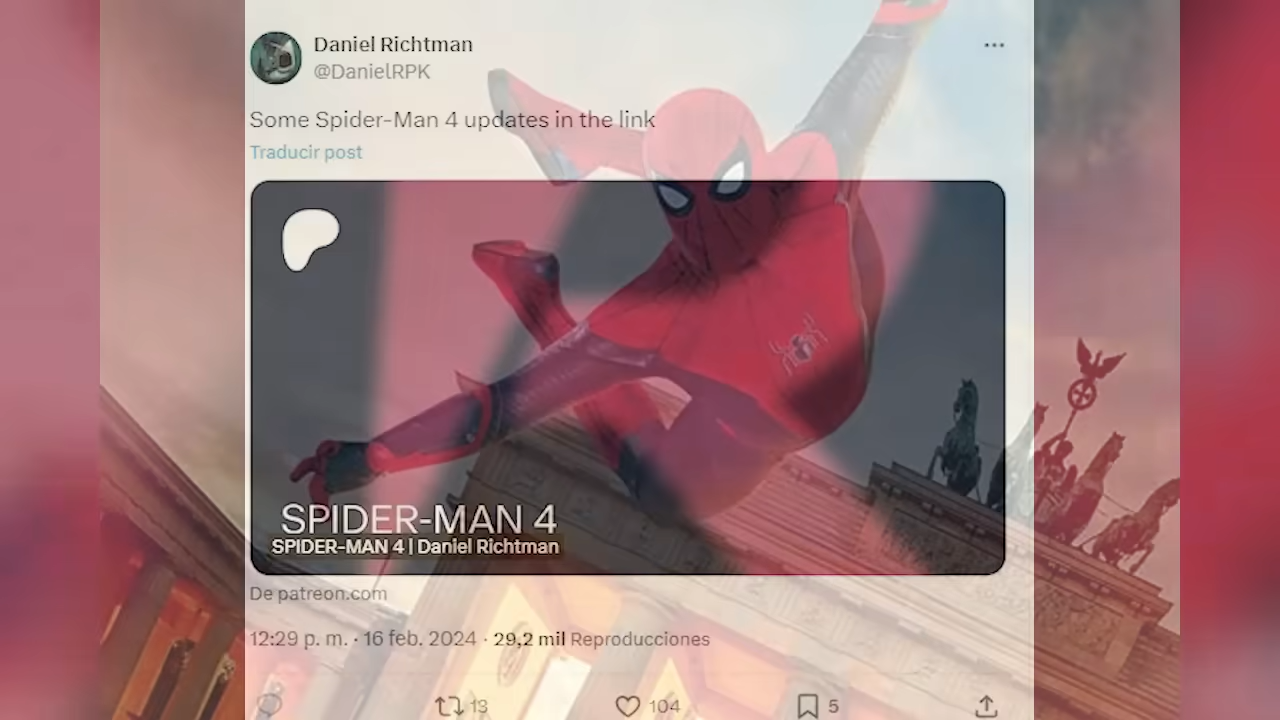 Daniel Richtman
@DanielRPK
Some Spider-Man 4 updates in the link
Traducir post
SPIDER-MAN 4
SPIDER-MAN 4 | Daniel Richtman
De patreon.com
12:29 p. m. · 16 feb. 2024 · 29,2 mil Reproducciones
13 104 5